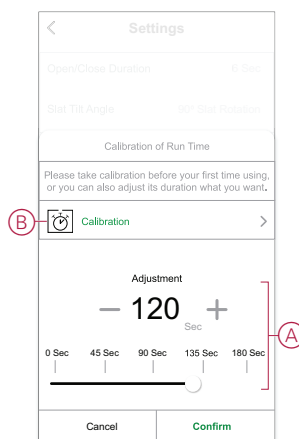 Settings
Open/Close Duration 6 Sec
Slat Tilt Angle 90° Slat Rotation
Calibration of Run Time
Please take calibration before your first time using,
or you can also adjust its duration what you want.
B Calibration
Adjustment
120
Sec
A
0 Sec 45 Sec 90 Sec 135 Sec 180 Sec
Cancel Confirm